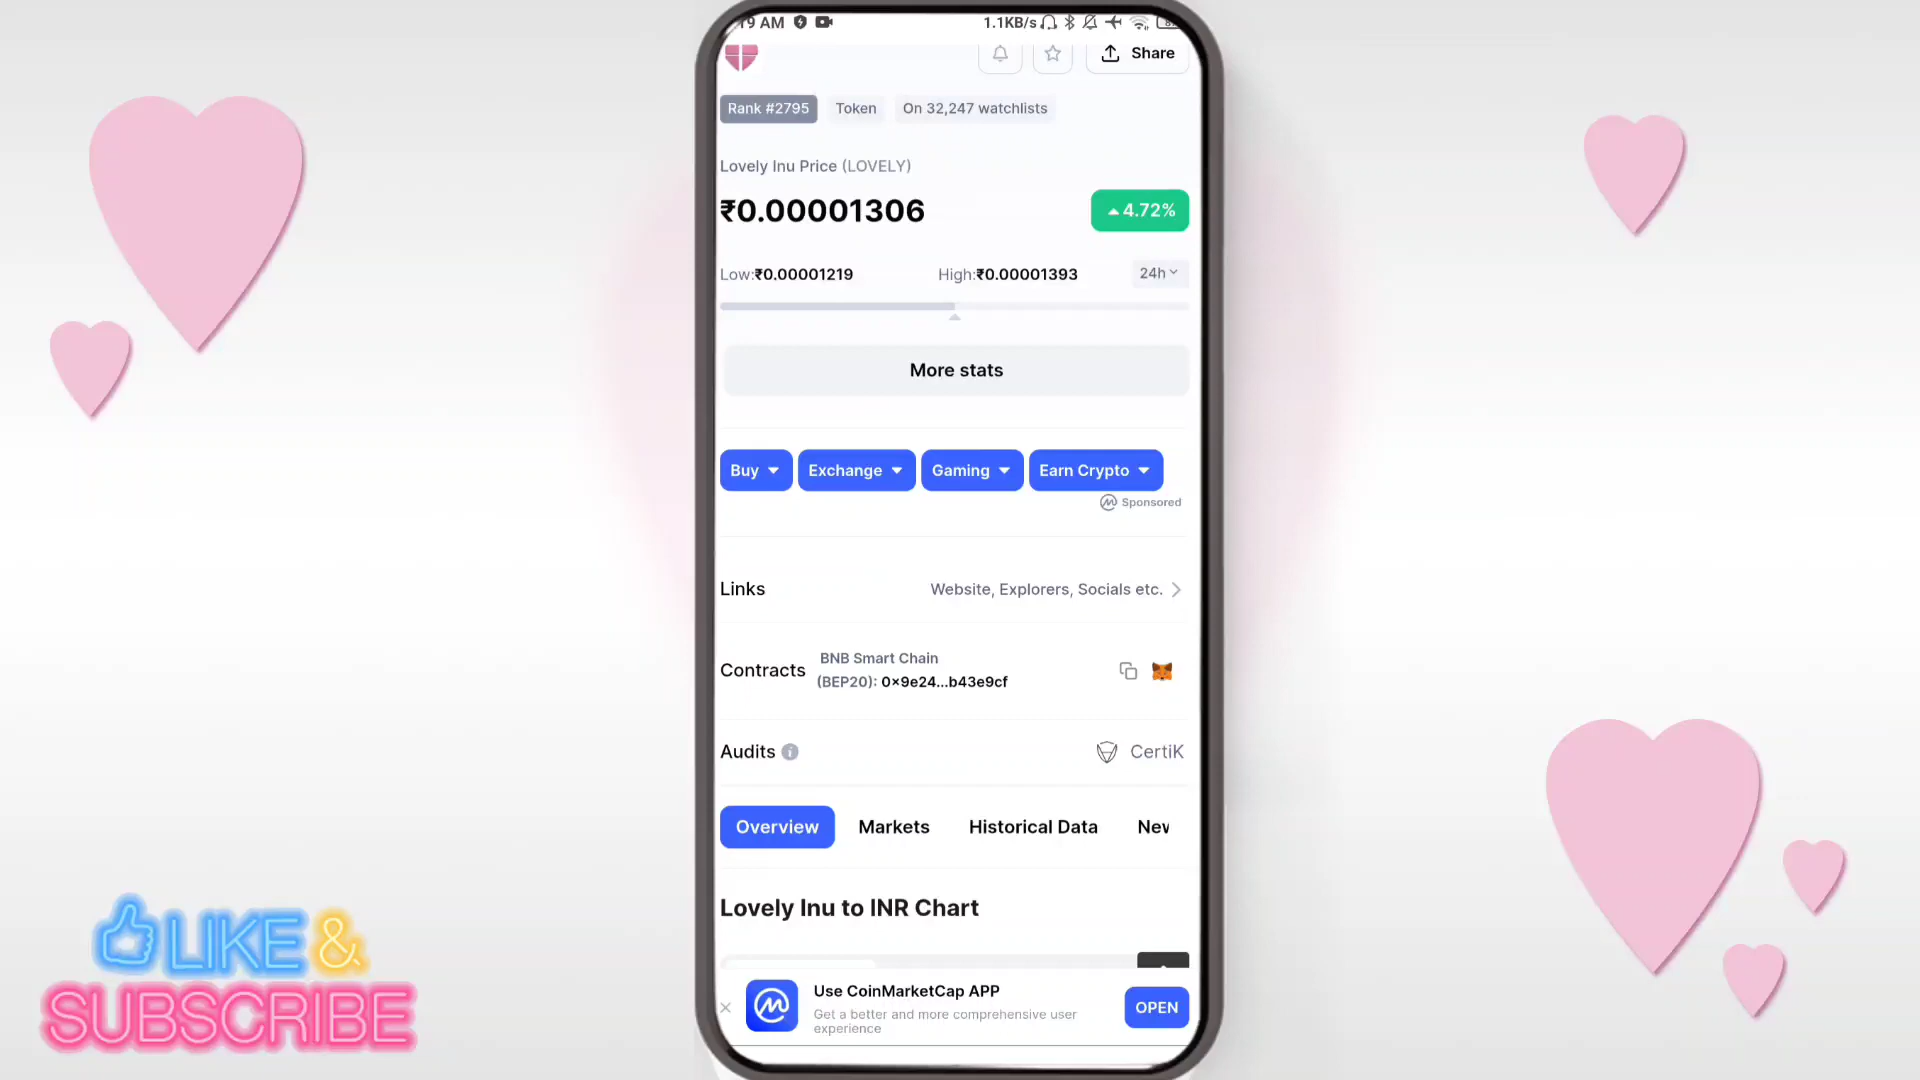 19 AM 1.1KB/s
Share
Rank #2795 Token On 32,247 watchlists
Lovely Inu Price (LOVELY)
₹0.00001306 4.72%
Low:₹0.00001219 High:₹0.00001393 24h
More stats
Buy Exchange Gaming Earn Crypto
Sponsored
Links Website, Explorers, Socials etc.
Contracts BNB Smart Chain
(BEP20): 0x9e24...b43e9cf
Audits CertiK
Overview Markets Historical Data
Lovely Inu to INR Chart
Use CoinMarketCap APP
Get a better and more comprehensive user
experience
OPEN
LIKE &
SUBSCRIBE